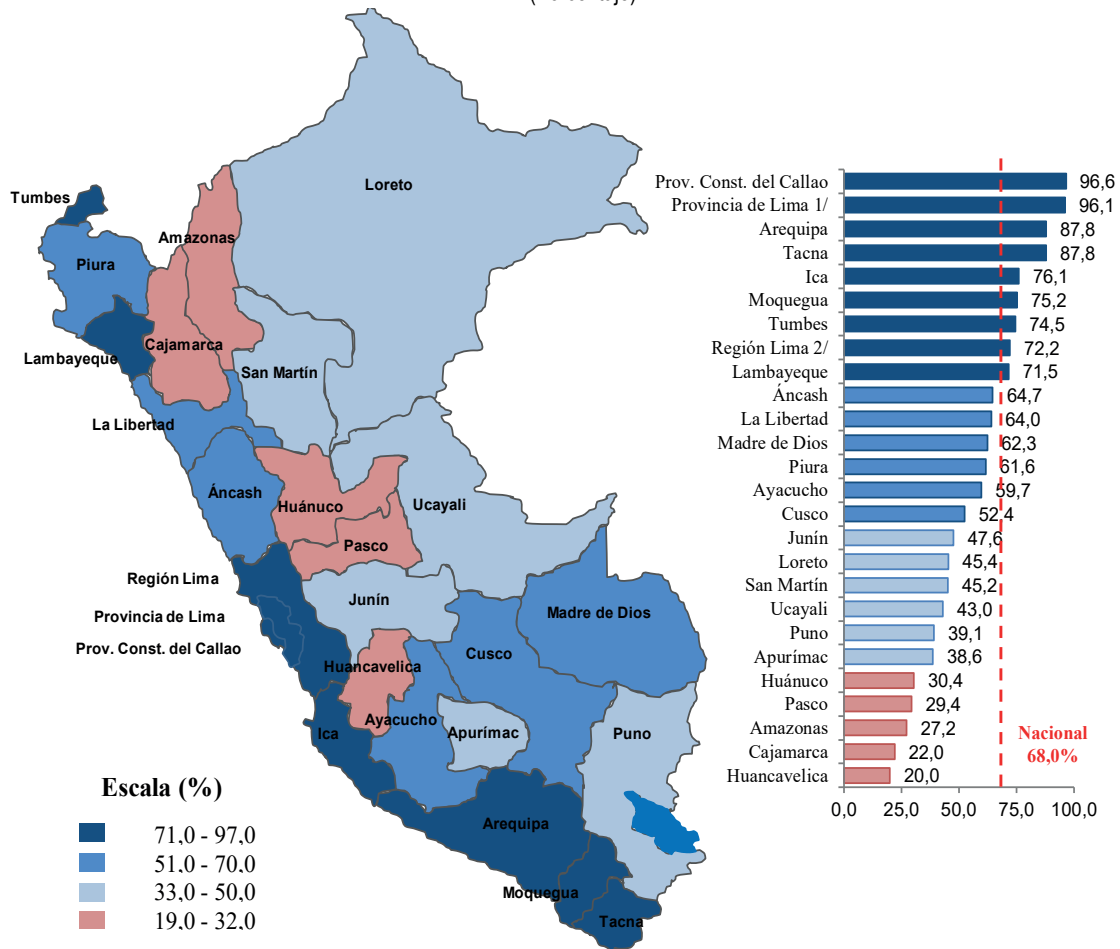 Loreto
Tumbes
Amazonas
Piura
Cajamarca
Lambayeque
San Martín
La Libertad
Áncash
Huánuco
Ucayali
Pasco
Región Lima
Junín
Madre de Dios
Provincia de Lima
Prov. Const. del Callao
Cusco
Huancavelica
Ayacucho
Ica
Apurímac
Puno
Arequipa
Moquegua
Tacna
Escala (%)
71,0 - 97,0
51,0 - 70,0
33,0 - 50,0
19,0 - 32,0
Prov. Const. del Callao 96,6
Provincia de Lima 1/ 96,1
Arequipa 87,8
Tacna 87,8
Ica 76,1
Moquegua 75,2
Tumbes 74,5
Región Lima 2/ 72,2
Lambayeque 71,5
Áncash 64,7
La Libertad 64,0
Madre de Dios 62,3
Piura 61,6
Ayacucho 59,7
Cusco 52,4
Junín 47,6
Loreto 45,4
San Martín 45,2
Ucayali 43,0
Puno 39,1
Apurímac 38,6
Huánuco 30,4
Pasco 29,4
Amazonas 27,2
Cajamarca 22,0
Huancavelica 20,0
Nacional
68,0%
0,0 25,0 50,0 75,0 100,0